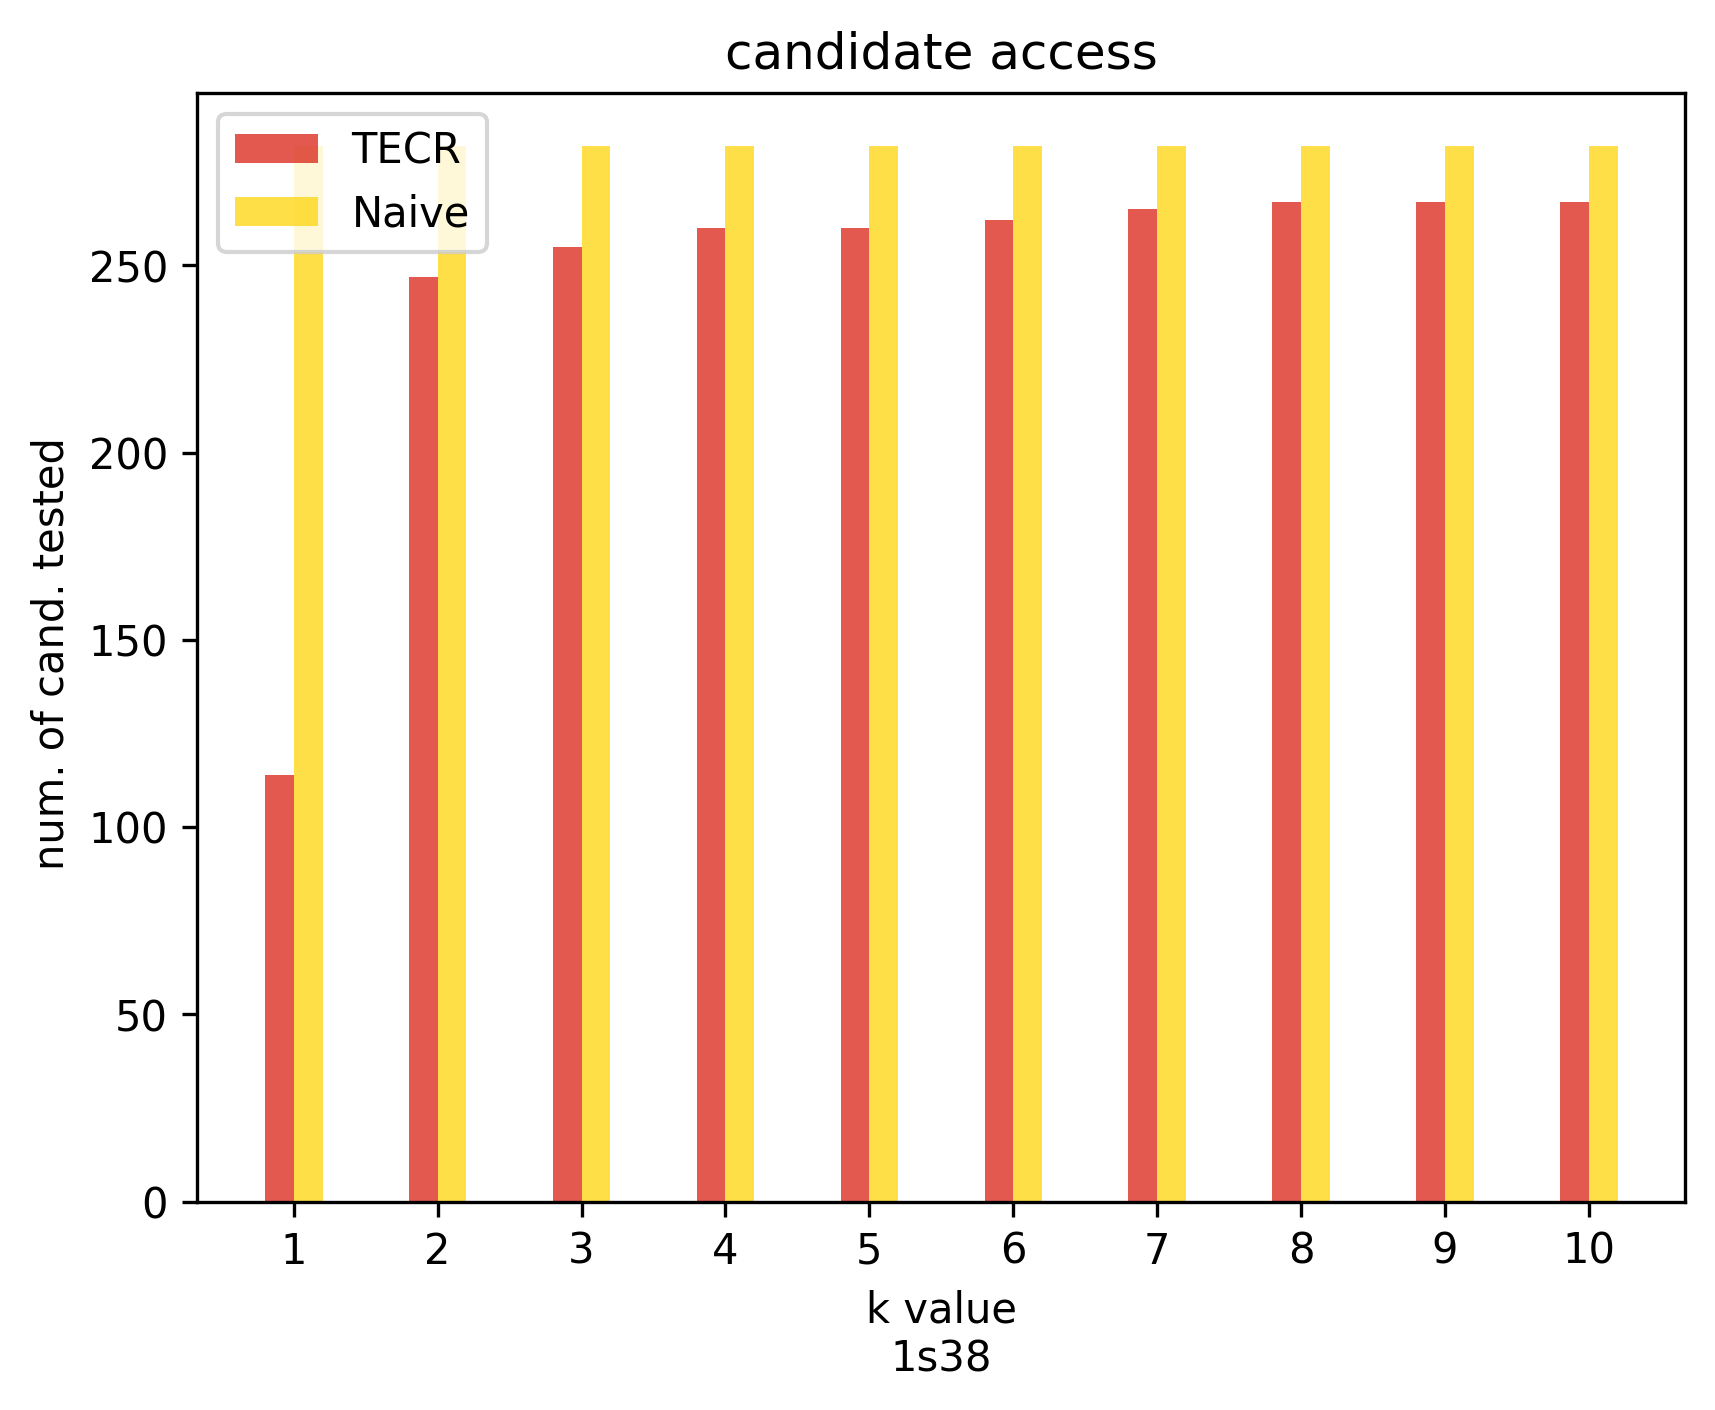 candidate access
TECR
Naive
num. of cand. tested
250
200
150
100
50
0
1 2 3 4 5 6 7 8 9 10
k value
1s38